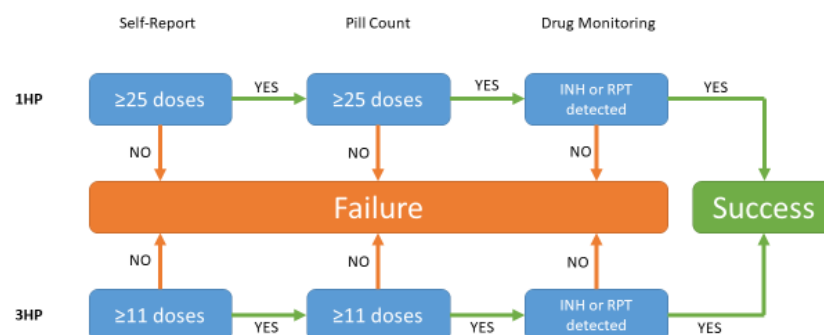 Self-Report Pill Count Drug Monitoring
1HP ≥25 doses YES ≥25 doses YES INH or RPT detected YES
NO NO NO
Failure Success
NO NO NO
3HP ≥11 doses YES ≥11 doses YES INH or RPT detected YES